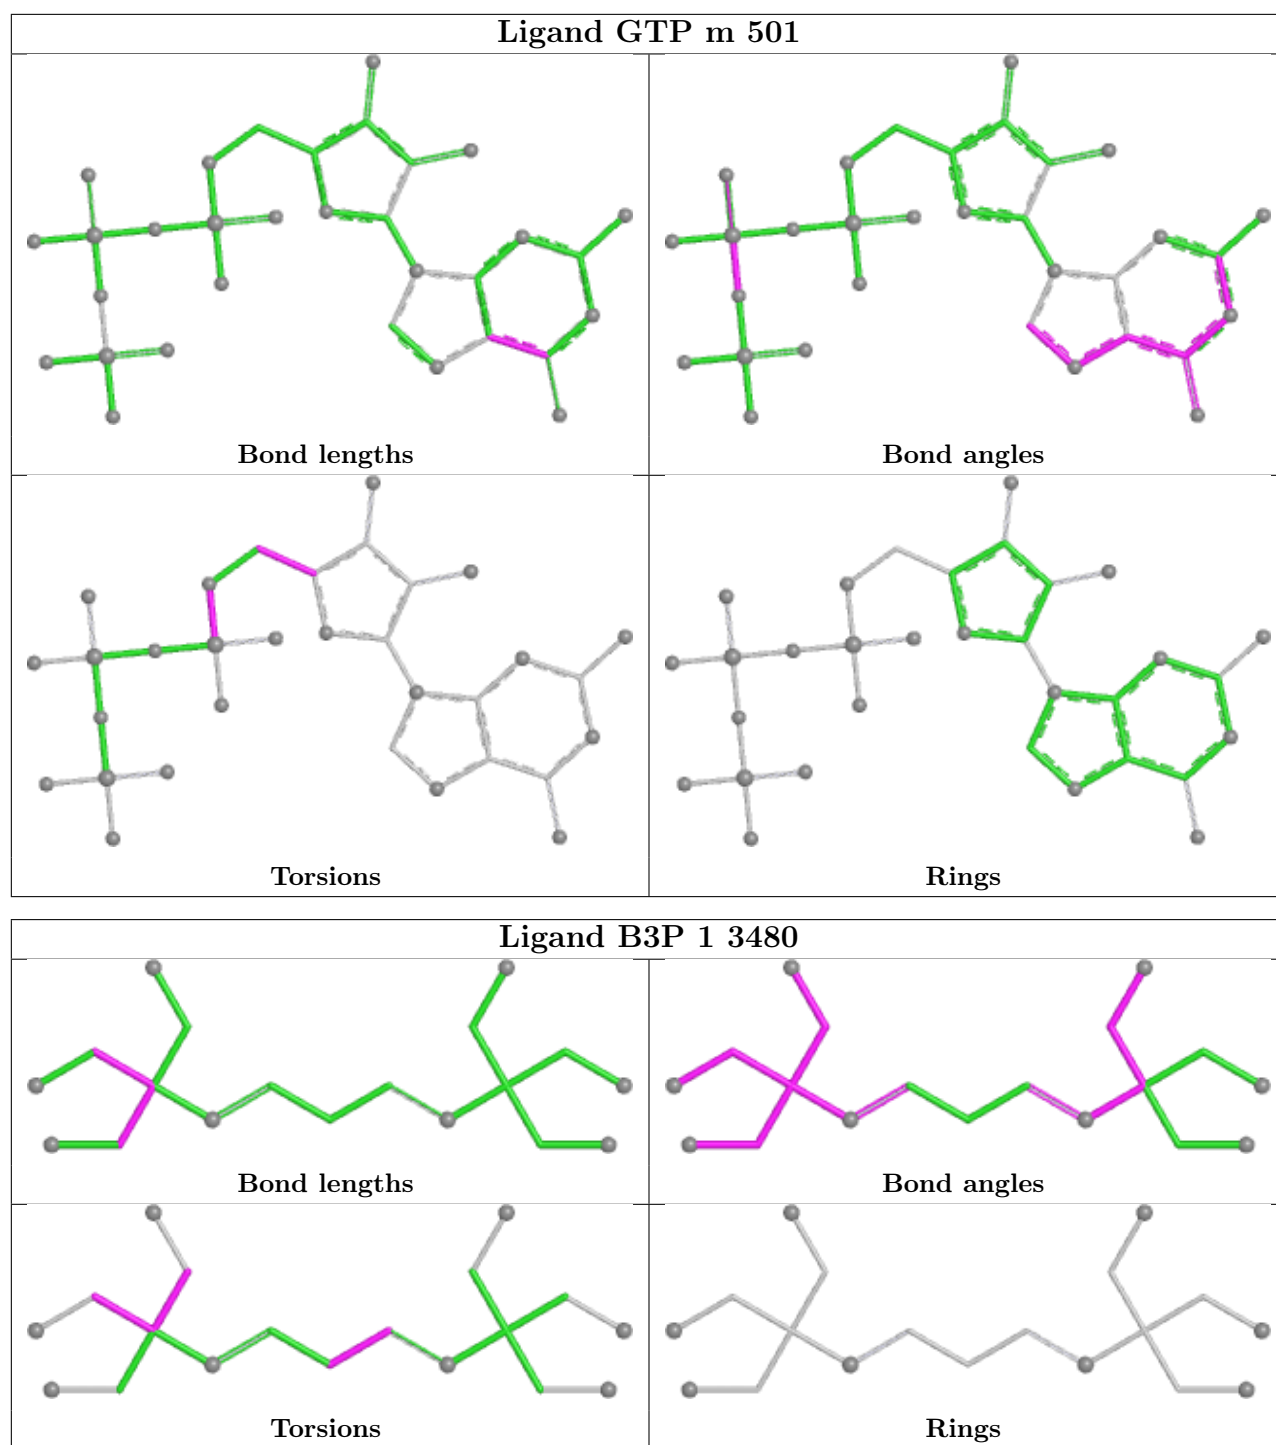 Ligand GTP m 501
Bond lengths
Bond angles
Torsions
Rings
Ligand B3P 1 3480
Bond lengths
Bond angles
Torsions
Rings